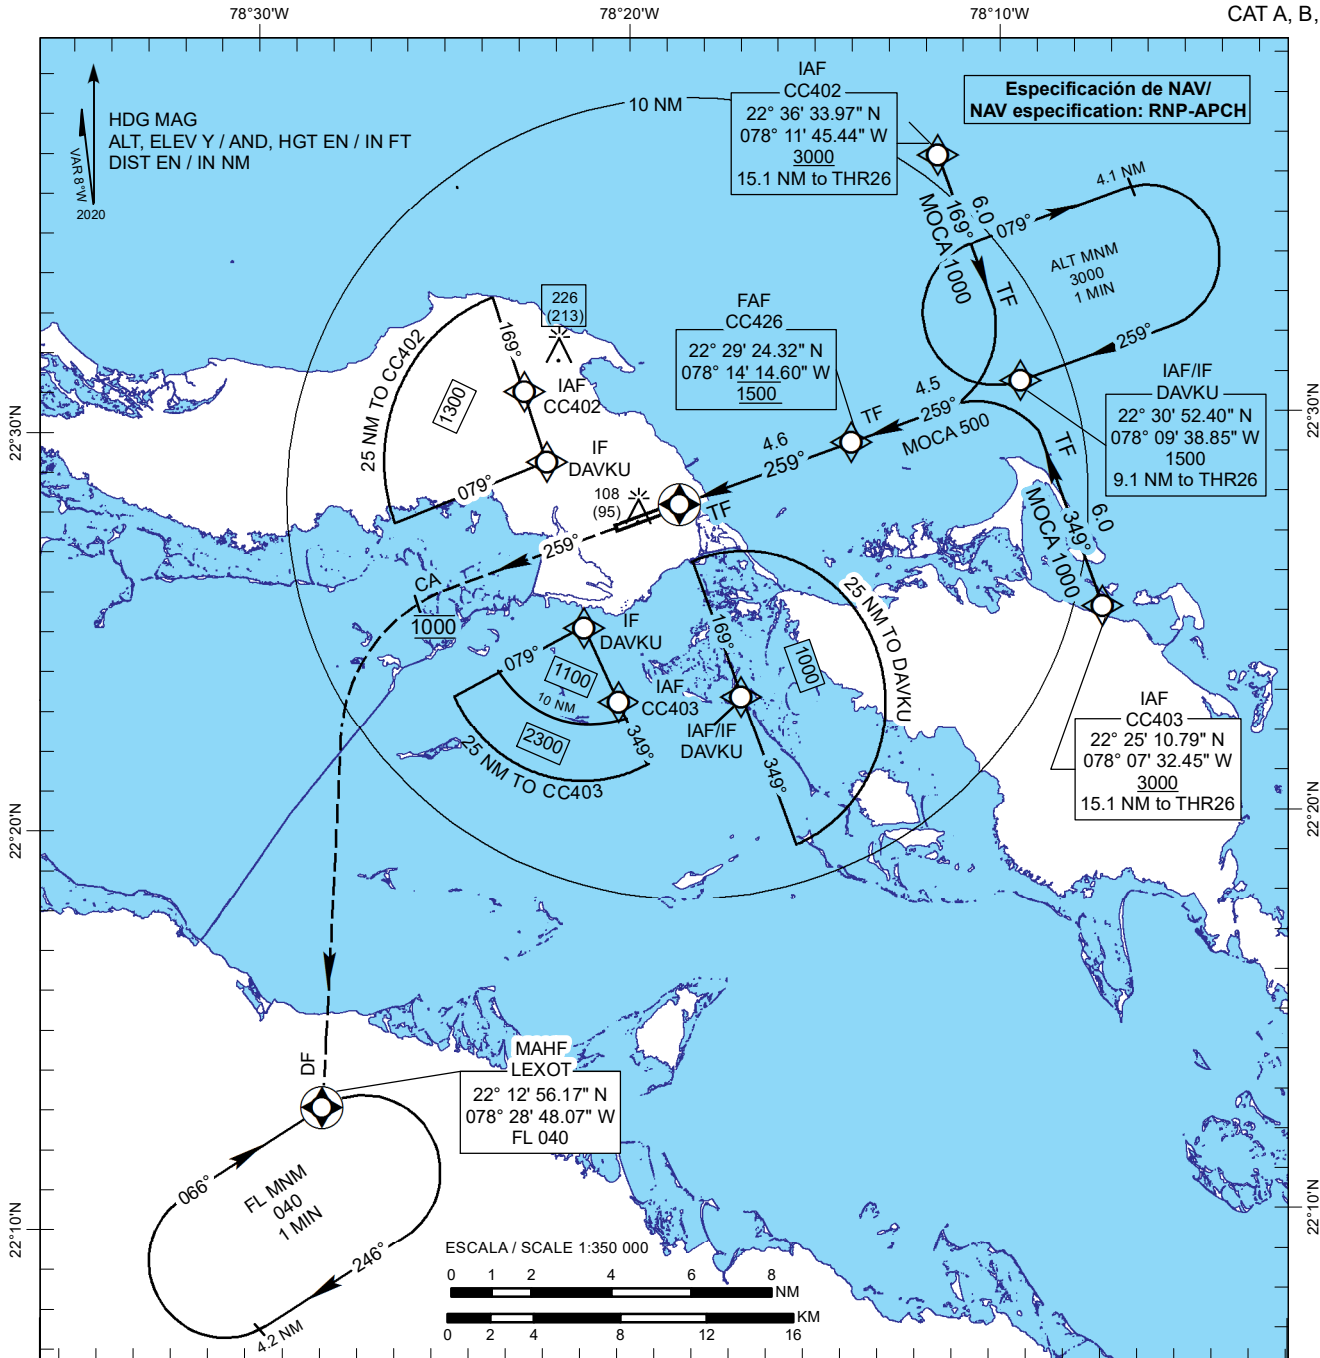 78°30'W
78°20'W
78°10'W
CAT A, B,
HDG MAG
ALT, ELEV Y / AND, HGT EN / IN FT
DIST EN / IN NM
VAR 8°W
2020
10 NM
IAF
CC402
22° 36' 33.97" N
078° 11' 45.44" W
3000
15.1 NM to THR26
Especificación de NAV/
NAV especification: RNP-APCH
6.0
169°
MOCA 1000
TF
079°
4.1 NM
ALT MNM
3000
1 MIN
259°
IAF/IF
DAVKU
22° 30' 52.40" N
078° 09' 38.85" W
1500
9.1 NM to THR26
FAF
CC426
22° 29' 24.32" N
078° 14' 14.60" W
1500
4.5
259°
TF
MOCA 500
4.6
259°
TF
TF
6.0
349°
MOCA 1000
IAF
CC403
22° 25' 10.79" N
078° 07' 32.45" W
3000
15.1 NM to THR26
226
(213)
108
(95)
25 NM TO CC402
1300
169°
IAF
CC402
IF
DAVKU
079°
259°
CA
1000
IF
DAVKU
079°
1100
10 NM
IAF
CC403
349°
2300
25 NM TO CC403
169°
1000
25 NM TO DAVKU
IAF/IF
DAVKU
349°
22°30'N
22°30'N
22°20'N
22°20'N
22°10'N
22°10'N
DF
MAHF
LEXOT
22° 12' 56.17" N
078° 28' 48.07" W
FL 040
066°
FL MNM
040
1 MIN
246°
4.2 NM
ESCALA / SCALE 1:350 000
0 1 2 4 6 8 NM
0 2 4 8 12 16 KM